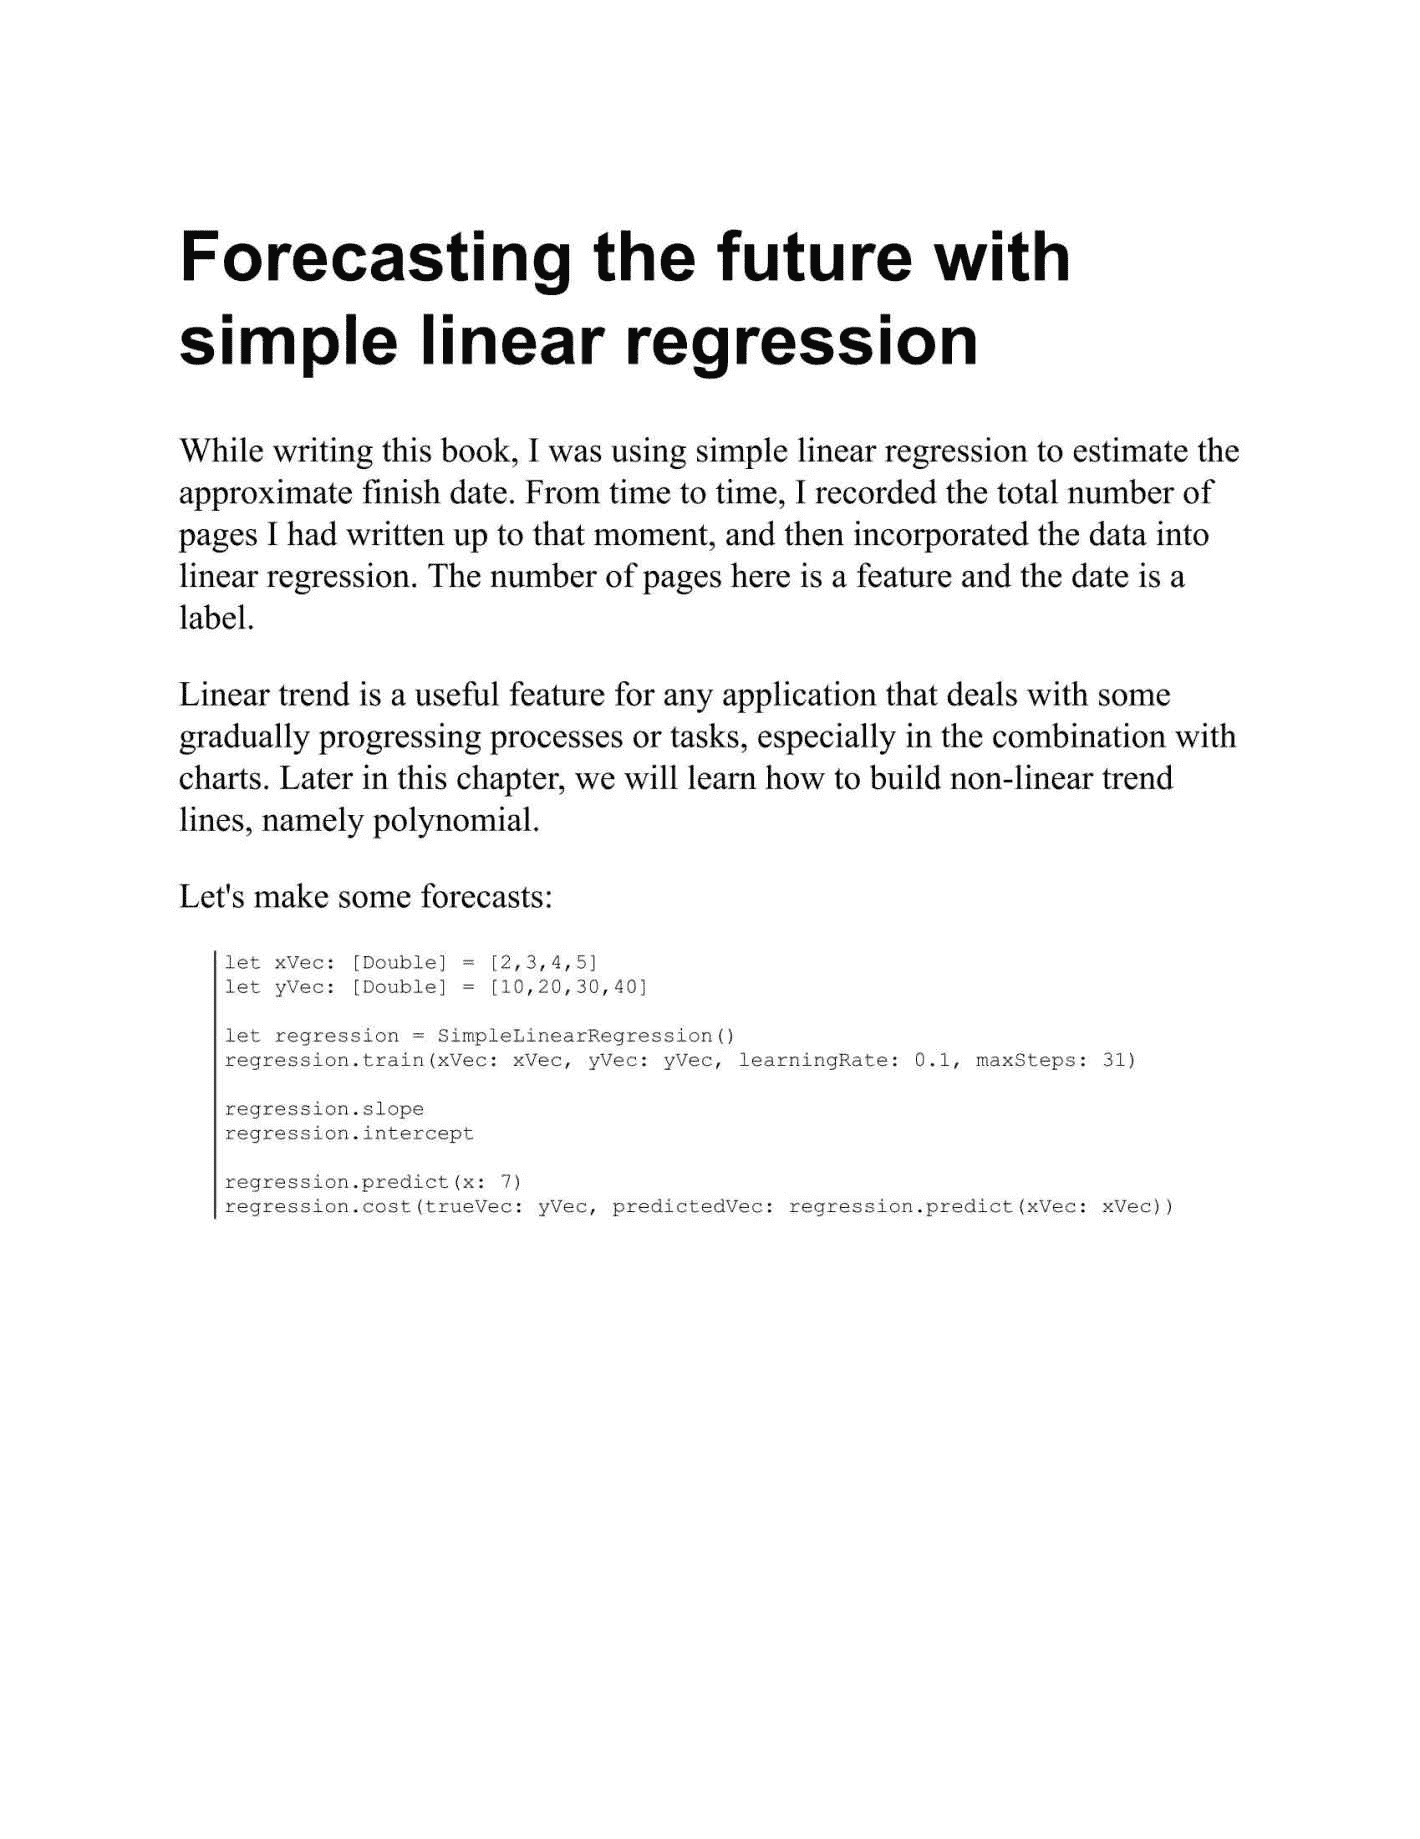 Forecasting the future with
simple linear regression
While writing this book, I was using simple linear regression to estimate the
approximate finish date. From time to time, I recorded the total number of
pages I had written up to that moment, and then incorporated the data into
linear regression. The number of pages here is a feature and the date is a
label.
Linear trend is a useful feature for any application that deals with some
gradually progressing processes or tasks, especially in the combination with
charts. Later in this chapter, we will learn how to build non-linear trend
lines, namely polynomial.
Let's make some forecasts:
let xVec: [Double] = [2,3,4,5]
let yVec: [Double] = [10,20,30,40]
let regression = SimpleLinearRegression()
regression.train(xVec: xVec, yVec: yVec, learningRate: 0.1, maxSteps: 31)
regression.slope
regression.intercept
regression.predict(x: 7)
regression.cost(trueVec: yVec, predictedVec: regression.predict(xVec: xVec))